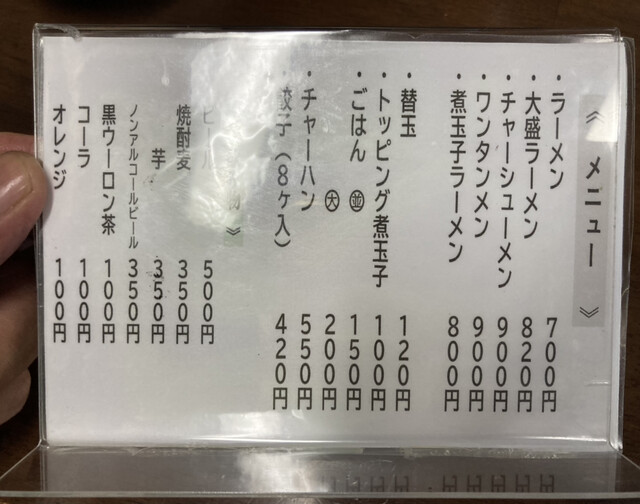 《 メニュー 》
・ラーメン 700円
・大盛ラーメン 820円
・チャーシューメン 900円
・ワンタンメン 900円
・煮玉子ラーメン 800円
・替玉 120円
・トッピング煮玉子 100円
・ごはん ㊀並 150円
大 200円
・チャーハン 550円
・餃子（8ヶ入） 420円
物 》
ビール 500円
焼酎麦 350円
芋 350円
ノンアルコールビール 350円
黒ウーロン茶 100円
コーラ 100円
オレンジ 100円